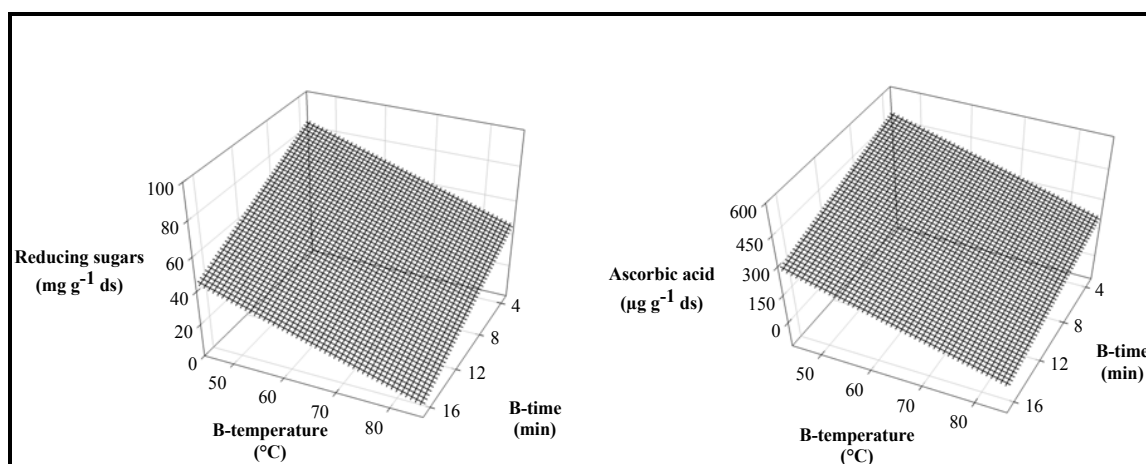 100
80
60
40
20
0
Reducing sugars
(mg g-1 ds)
50
60
70
80
B-temperature
(°C)
4
8
12
16
B-time
(min)
600
450
300
150
0
Ascorbic acid
(µg g-1 ds)
50
60
70
80
B-temperature
(°C)
4
8
12
16
B-time
(min)